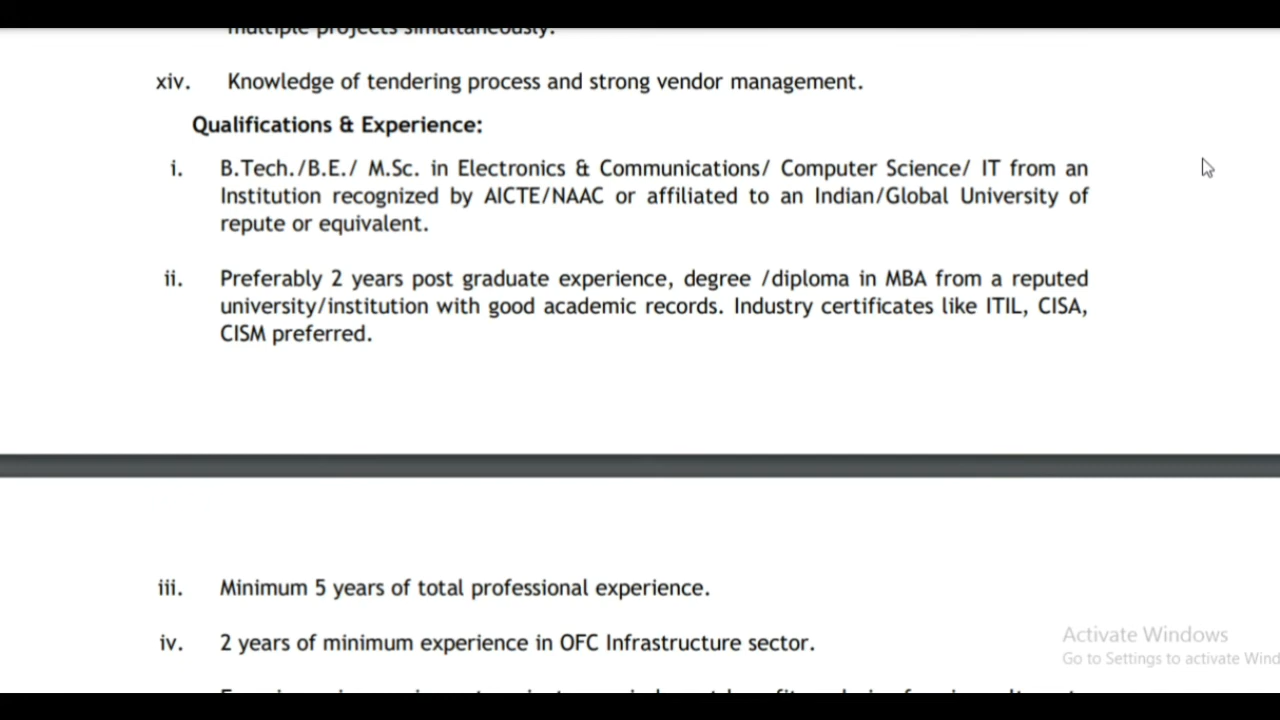 multiple projects simultaneously.
xiv. Knowledge of tendering process and strong vendor management.
Qualifications & Experience:
i. B.Tech./B.E./ M.Sc. in Electronics & Communications/ Computer Science/ IT from an
Institution recognized by AICTE/NAAC or affiliated to an Indian/Global University of
repute or equivalent.
ii. Preferably 2 years post graduate experience, degree /diploma in MBA from a reputed
university/institution with good academic records. Industry certificates like ITIL, CISA,
CISM preferred.
iii. Minimum 5 years of total professional experience.
iv. 2 years of minimum experience in OFC Infrastructure sector.
Activate Windows
Go to Settings to activate Wind